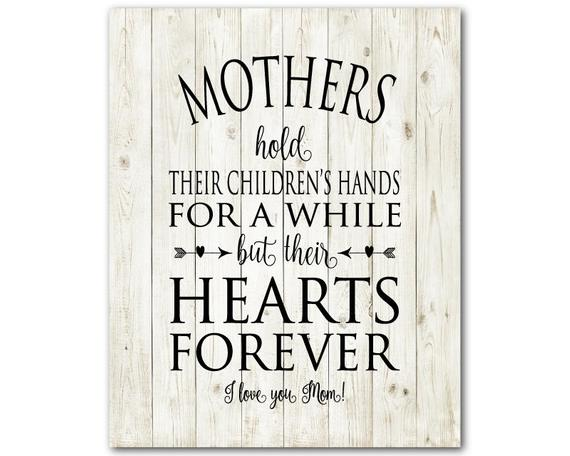 MOTHERS
hold
THEIR CHILDREN'S HANDS
FOR A WHILE
but their
HEARTS
FOREVER
I love you Mom!